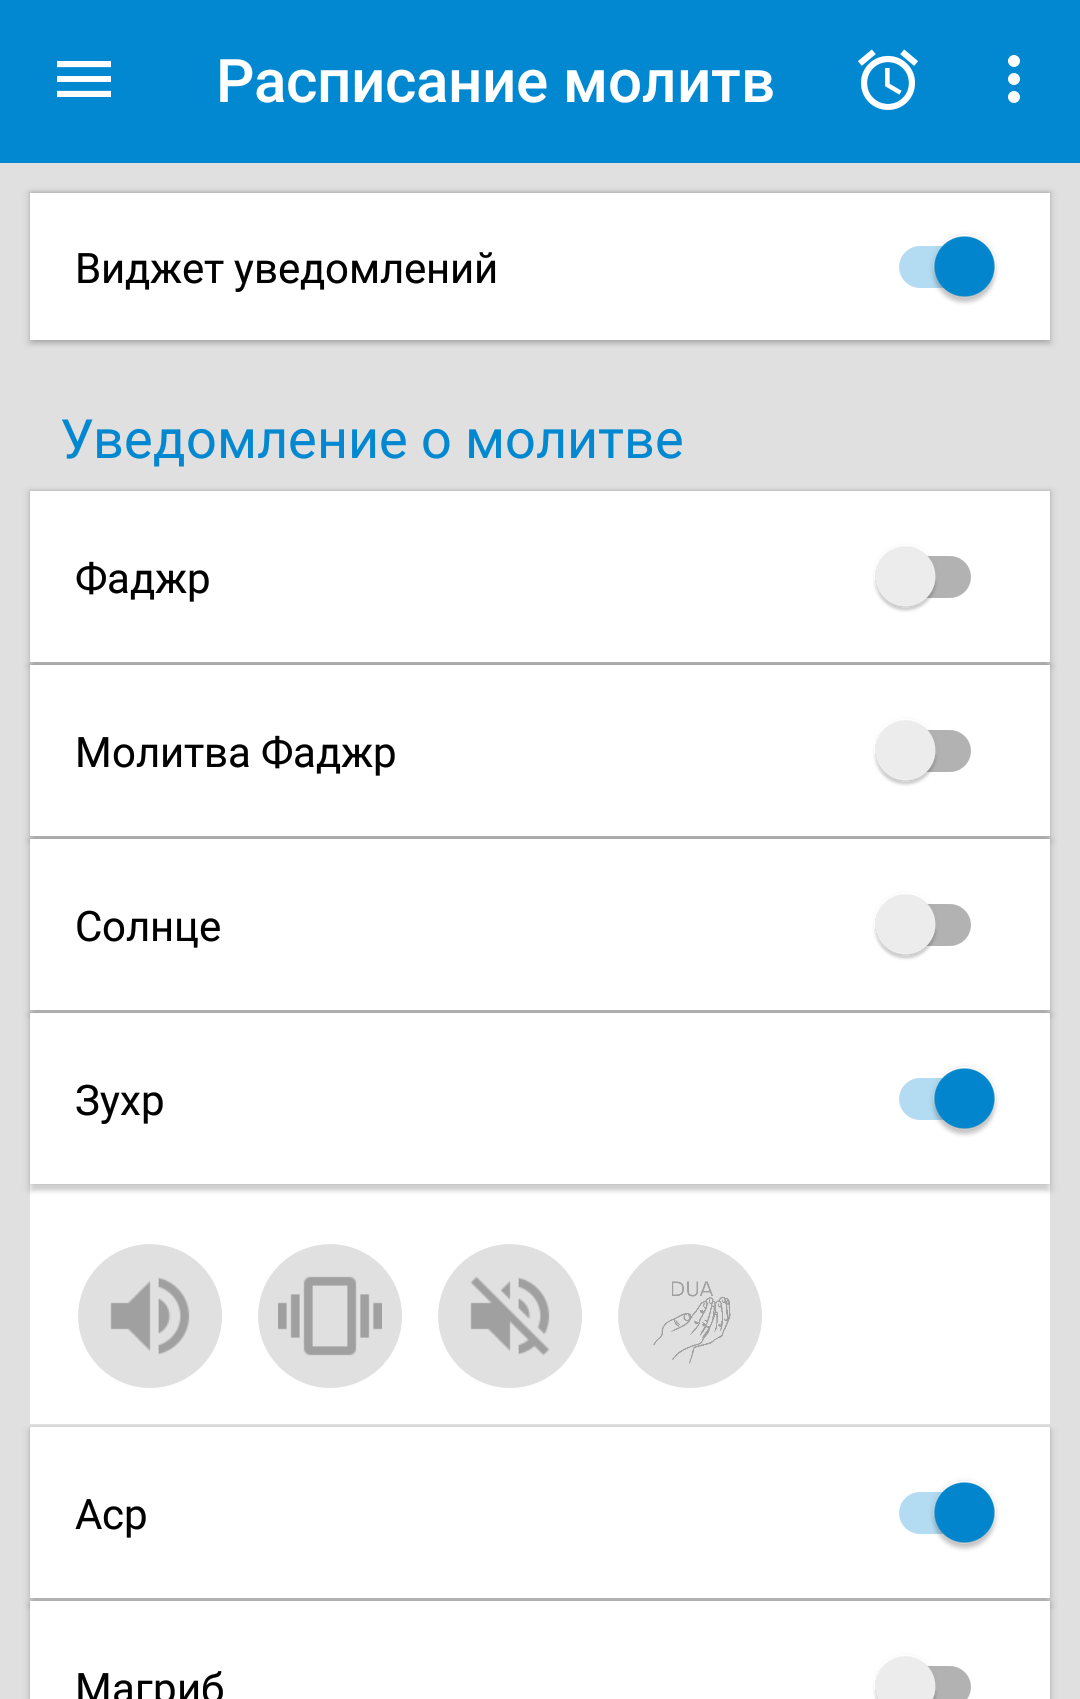 Расписание молитв
Виджет уведомлений
Уведомление о молитве
Фаджр
Молитва Фаджр
Солнце
Зухр
DUA
Аср
Магриб